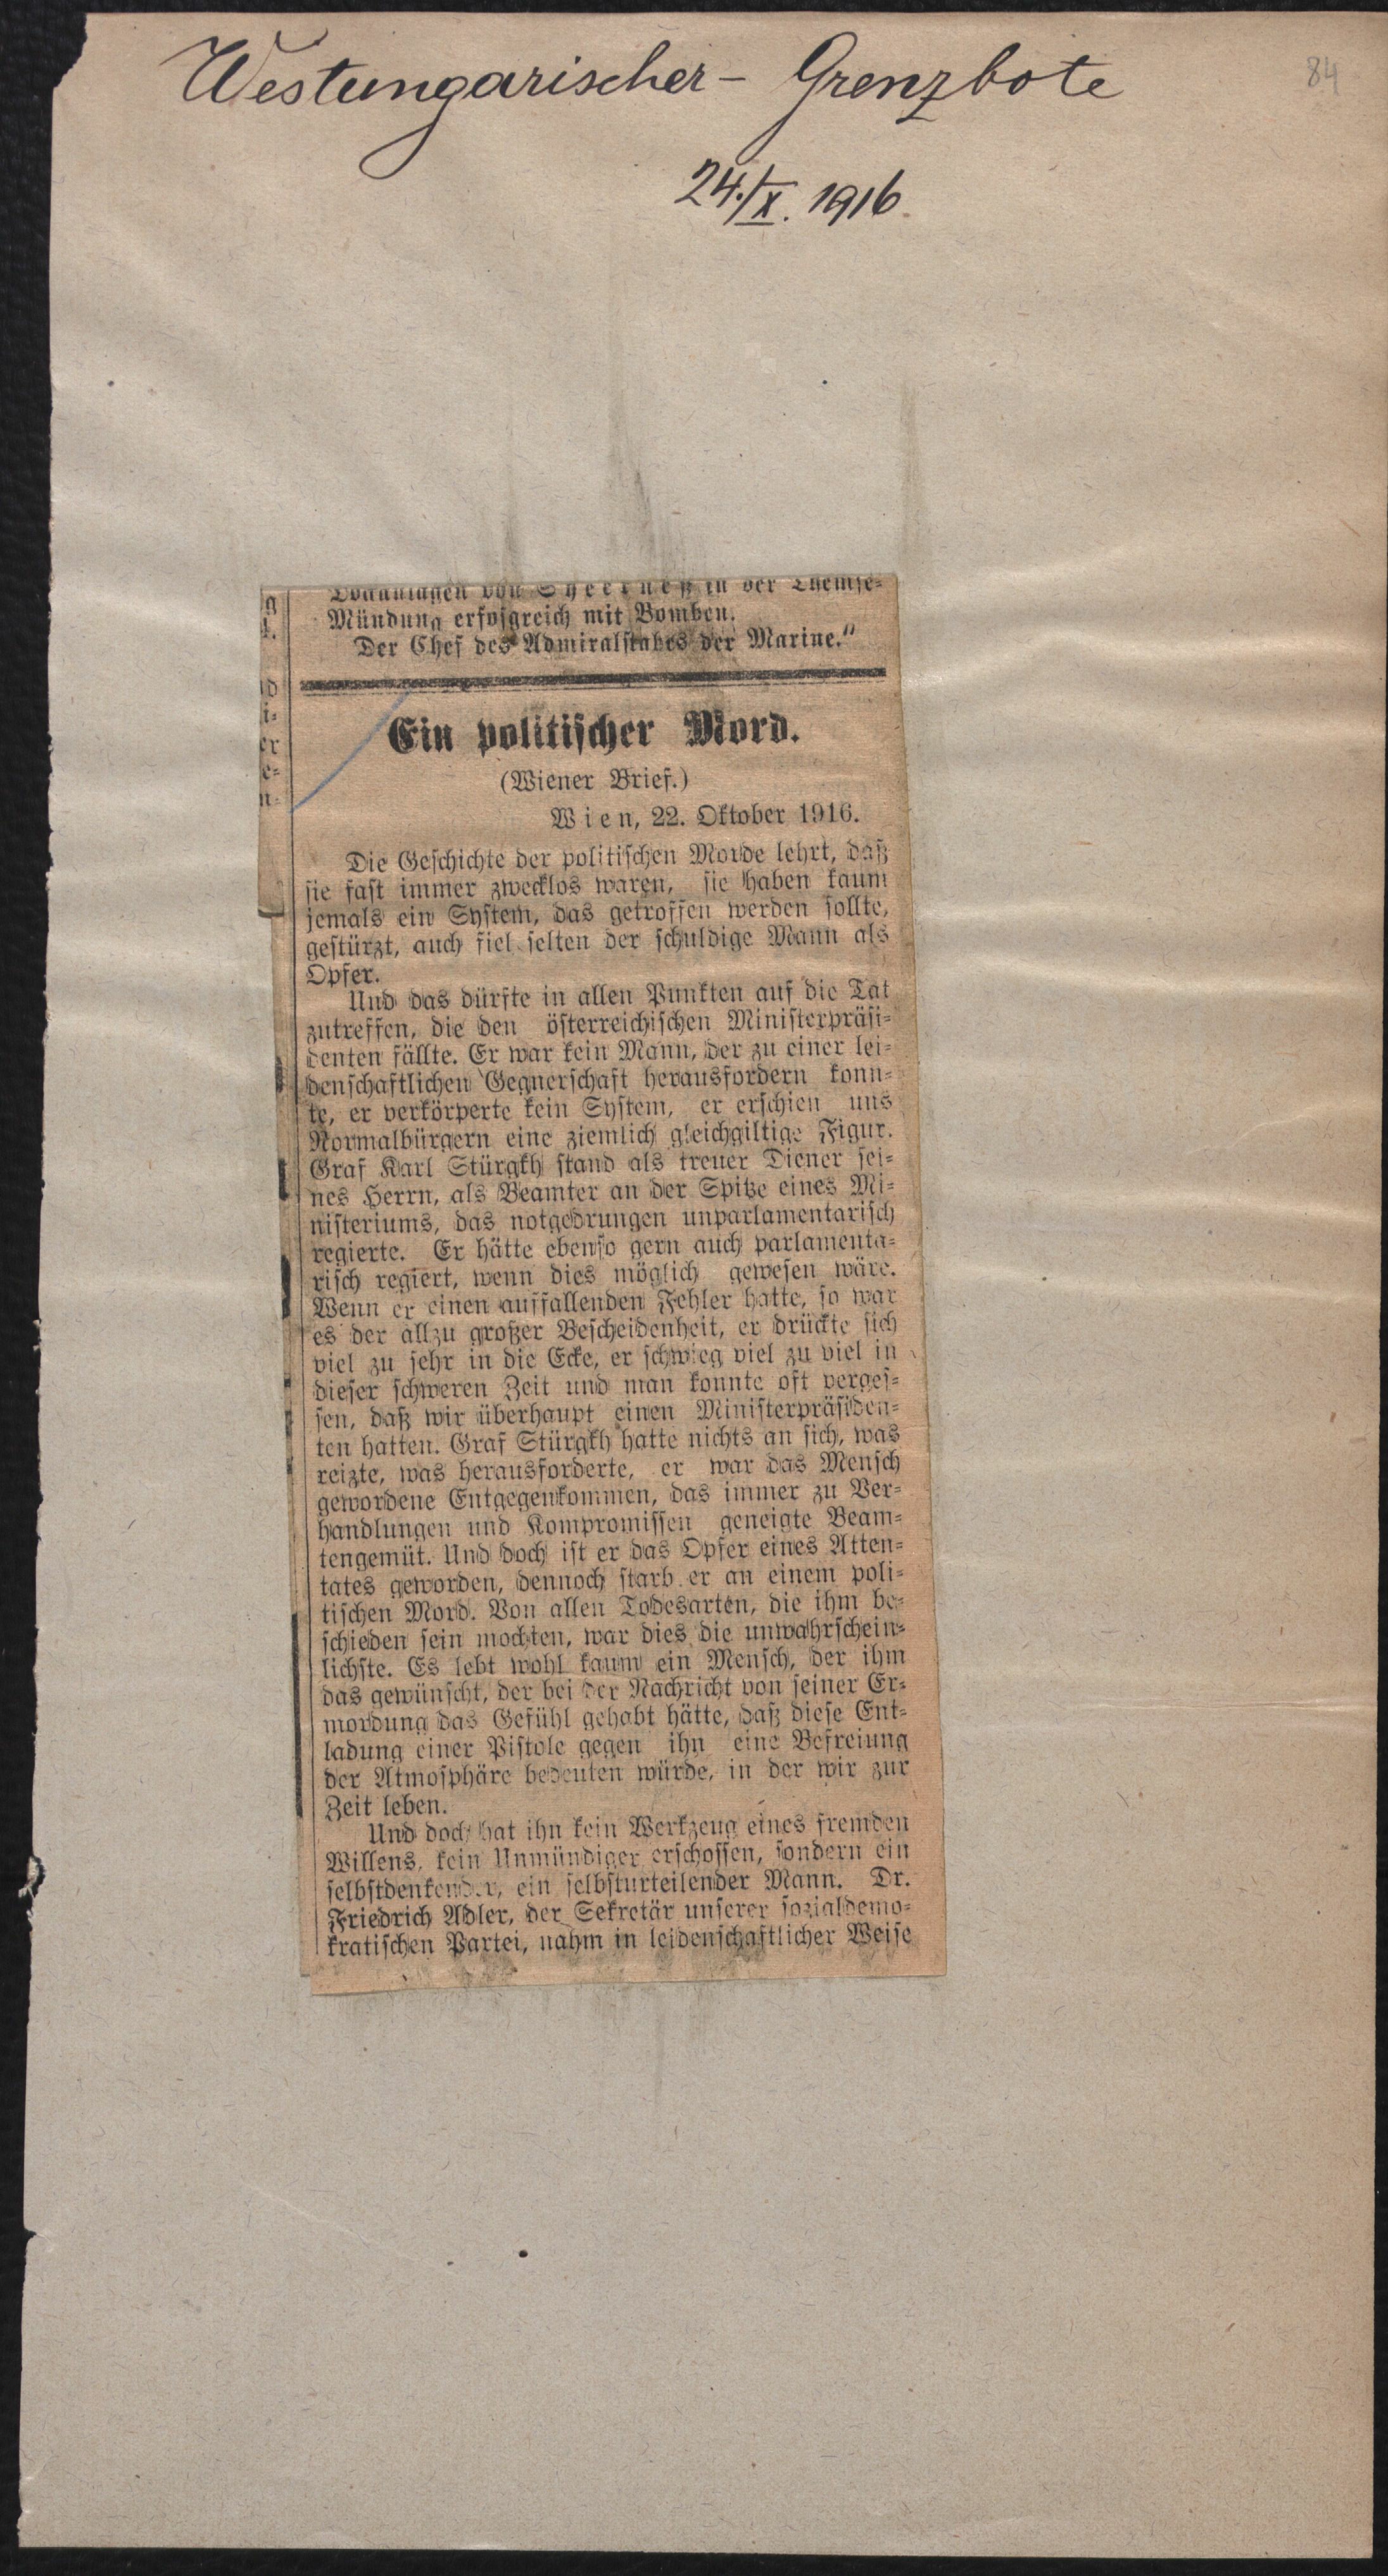 Westungarischer- Grenzbote
84
24./X. 1916.
von Sheerneß in der Themse-
Mündung erfolgreich mit Bomben.
Der Chef des Admiralstabes der Marine."
Ein politischer Mord.
(Wiener Brief.)
Wien, 22. Oktober 1916.
Die Geschichte der politischen Morde lehrt, daß
sie fast immer zwecklos waren, sie haben kaum
jemals ein System, das getroffen werden sollte,
gestürzt, auch fiel selten der schuldige Mann als
Opfer.
Und das dürfte in allen Punkten auf die Tat
zutreffen, die den österreichischen Ministerpräsi-
denten fällte. Er war kein Mann, der zu einer lei-
denschaftlichen Gegnerschaft herausfordern konn-
te, er verkörperte kein System, er erschien uns
Normalbürgern eine ziemlich gleichgiltige Figur.
Graf Karl Stürgkh stand als treuer Diener sei-
nes Herrn, als Beamter an der Spitze eines Mi-
nisteriums, das notgedrungen unparlamentarisch
regierte. Er hätte ebenso gern auch parlamenta-
risch regiert, wenn dies möglich gewesen wäre.
Wenn er einen auffallenden Fehler hatte, so war
es der allzu großer Bescheidenheit, er drückte sich
viel zu sehr in die Ecke, er schwieg viel zu viel in
dieser schweren Zeit und man konnte oft verges-
sen, daß wir überhaupt einen Ministerpräsiden-
ten hatten. Graf Stürgkh hatte nichts an sich, was
reizte, was herausforderte, er war das Mensch
gewordene Entgegenkommen, das immer zu Ver-
handlungen und Kompromissen geneigte Beam-
tengemüt. Und doch ist er das Opfer eines Atten-
tates geworden, dennoch starb er an einem poli-
tischen Mord. Von allen Todesarten, die ihm be-
schieden sein mochten, war dies die unwahrschein-
lichste. Es lebt wohl kaum ein Mensch, der ihm
das gewünscht, der bei der Nachricht von seiner Er-
mordung das Gefühl gehabt hätte, daß diese Ent-
ladung einer Pistole gegen ihn eine Befreiung
der Atmosphäre bedeuten würde, in der wir zur
Zeit leben.
Und doch hat ihn kein Werkzeug eines fremden
Willens, kein Unmündiger erschossen, sondern ein
selbstdenkender, ein selbsturteilender Mann. Dr.
Friedrich Adler, der Sekretär unserer sozialdemo-
kratischen Partei, nahm in leidenschaftlicher Weise